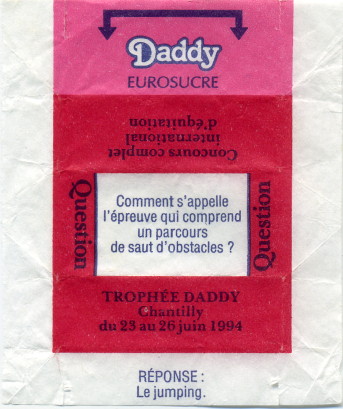 Daddy
EUROSUCRE
Concours complet
international
d'équitation
Question
Comment s'appelle
l'épreuve qui comprend
un parcours
de saut d'obstacles ?
Question
TROPHÉE DADDY
Chantilly
du 23 au 26 juin 1994
RÉPONSE :
Le jumping.